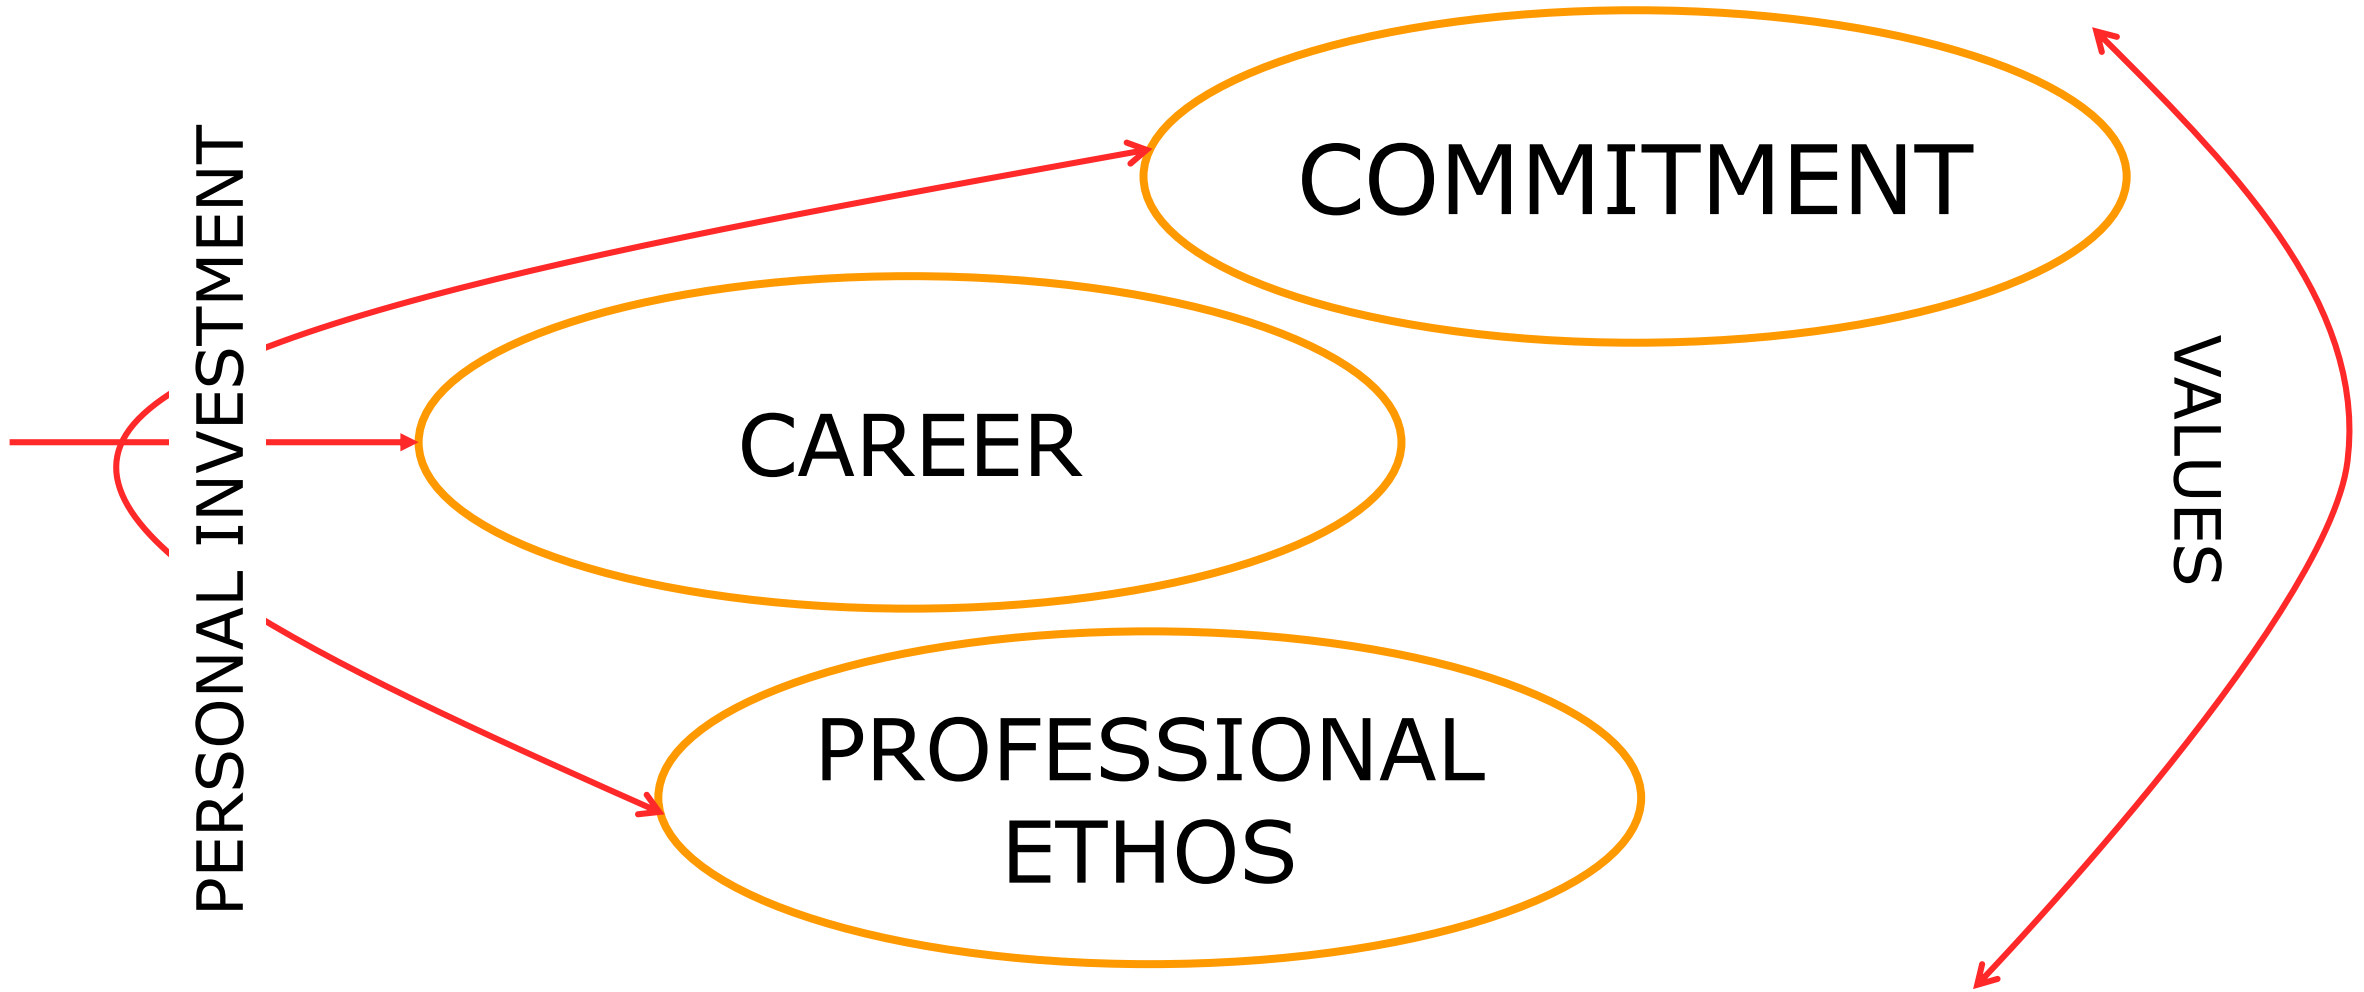 PERSONAL INVESTMENT
COMMITMENT
CAREER
PROFESSIONAL
ETHOS
VALUES